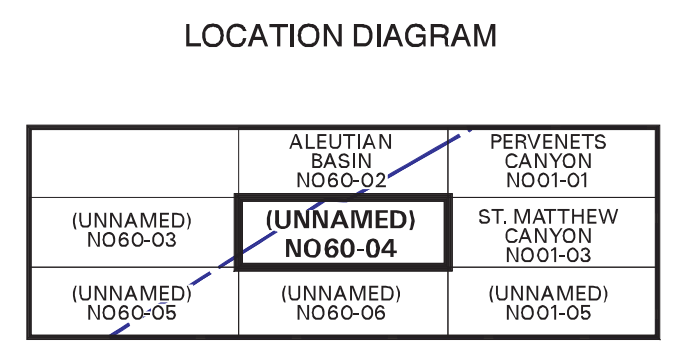 LOCATION DIAGRAM
ALEUTIAN
BASIN
NO60-02
PERVENETS
CANYON
NO01-01
(UNNAMED)
NO60-03
(UNNAMED)
NO60-04
ST. MATTHEW
CANYON
NO01-03
(UNNAMED)
NO60-05
(UNNAMED)
NO60-06
(UNNAMED)
NO01-05